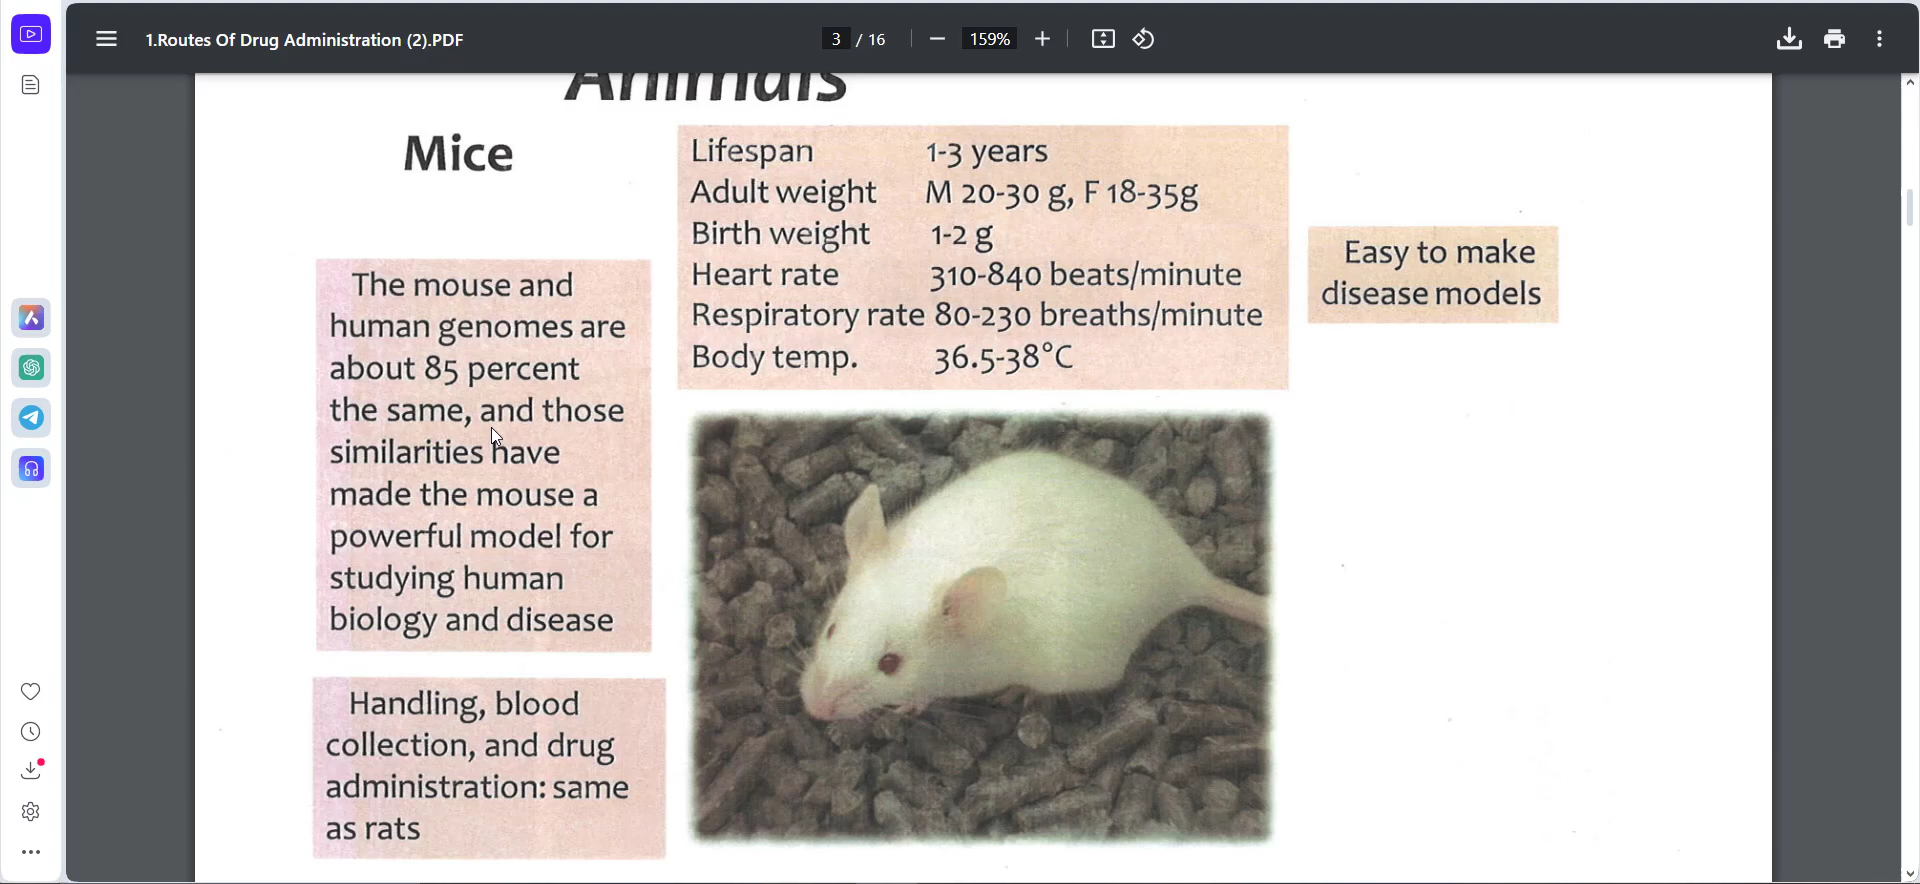 1.Routes Of Drug Administration (2).PDF
3 / 16
159%
Animals
Mice
Lifespan 1-3 years
Adult weight M 20-30 g, F 18-35g
Birth weight 1-2 g
Heart rate 310-840 beats/minute
Respiratory rate 80-230 breaths/minute
Body temp. 36.5-38°C
Easy to make
disease models
The mouse and
human genomes are
about 85 percent
the same, and those
similarities have
made the mouse a
powerful model for
studying human
biology and disease
Handling, blood
collection, and drug
administration: same
as rats